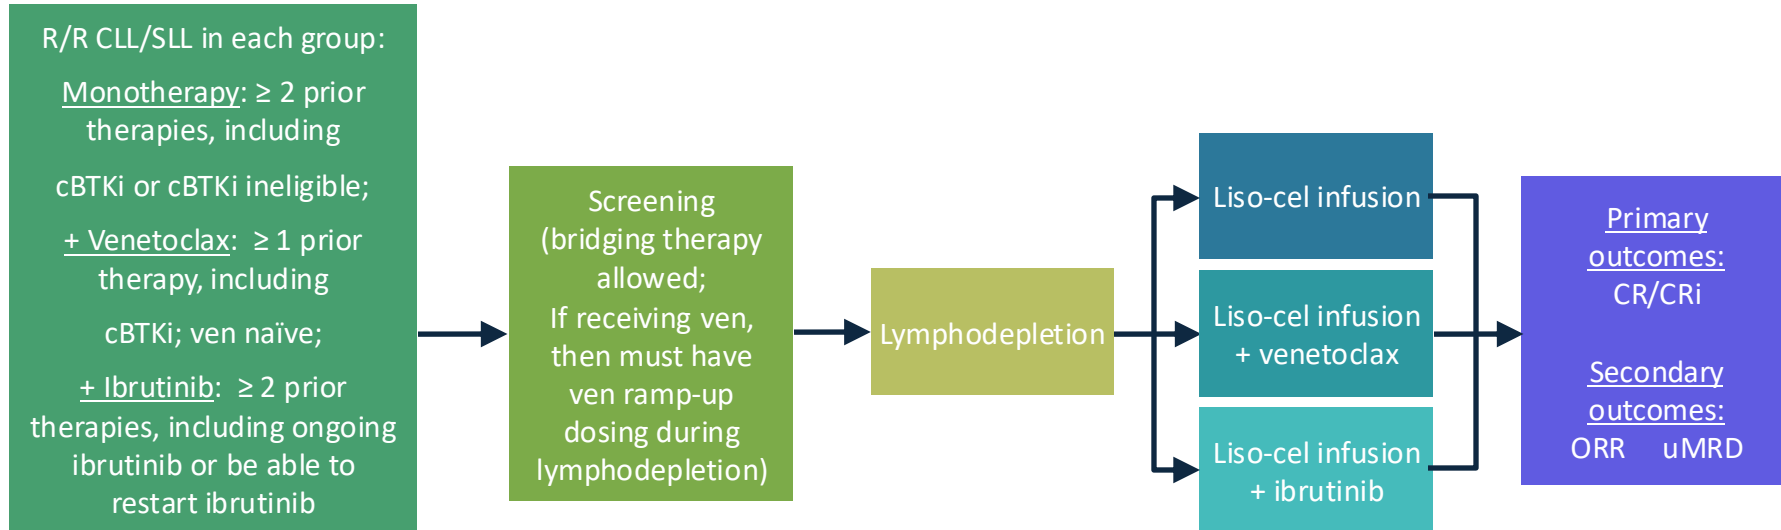 R/R CLL/SLL in each group:
Monotherapy: ≥ 2 prior
therapies, including
cBTKi or cBTKi ineligible;
+ Venetoclax:  ≥ 1 prior
therapy, including
cBTKi; ven naïve;
+ Ibrutinib:  ≥ 2 prior
therapies, including ongoing
ibrutinib or be able to
restart ibrutinib
Screening
(bridging therapy
allowed;
If receiving ven,
then must have
ven ramp-up
dosing during
lymphodepletion)
Lymphodepletion
Liso-cel infusion
Liso-cel infusion
+ venetoclax
Liso-cel infusion
+ ibrutinib
Primary
outcomes:
CR/CRi
Secondary
outcomes:
ORR    uMRD